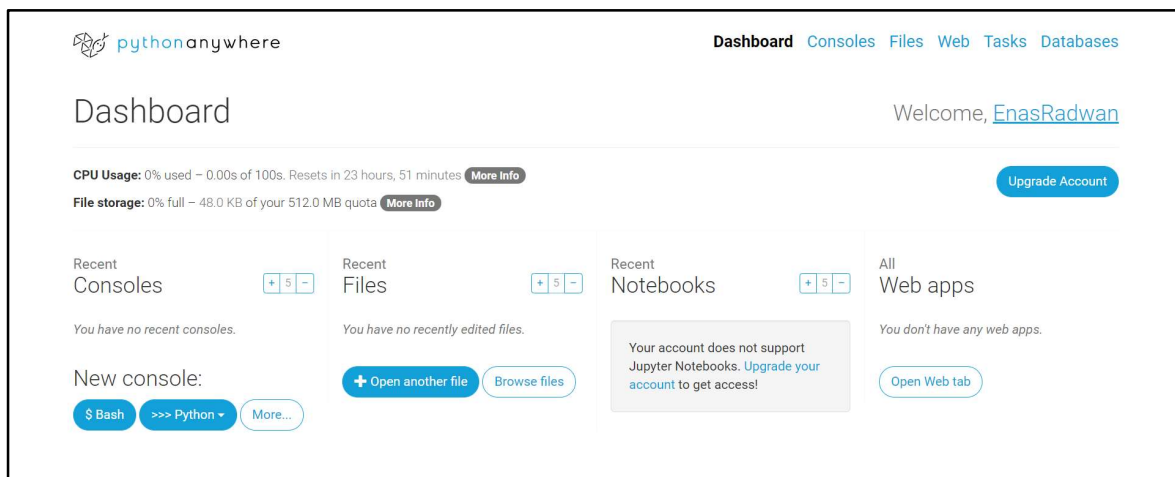 pythonanywhere
Dashboard Consoles Files Web Tasks Databases
Dashboard
Welcome, EnasRadwan
CPU Usage: 0% used – 0.00s of 100s. Resets in 23 hours, 51 minutes More Info
File storage: 0% full – 48.0 KB of your 512.0 MB quota More Info
Upgrade Account
Recent
Consoles
+ 5 −
You have no recent consoles.
New console:
$ Bash
>>> Python
More...
Recent
Files
+ 5 −
You have no recently edited files.
+ Open another file
Browse files
Recent
Notebooks
+ 5 −
Your account does not support
Jupyter Notebooks. Upgrade your
account to get access!
All
Web apps
You don't have any web apps.
Open Web tab